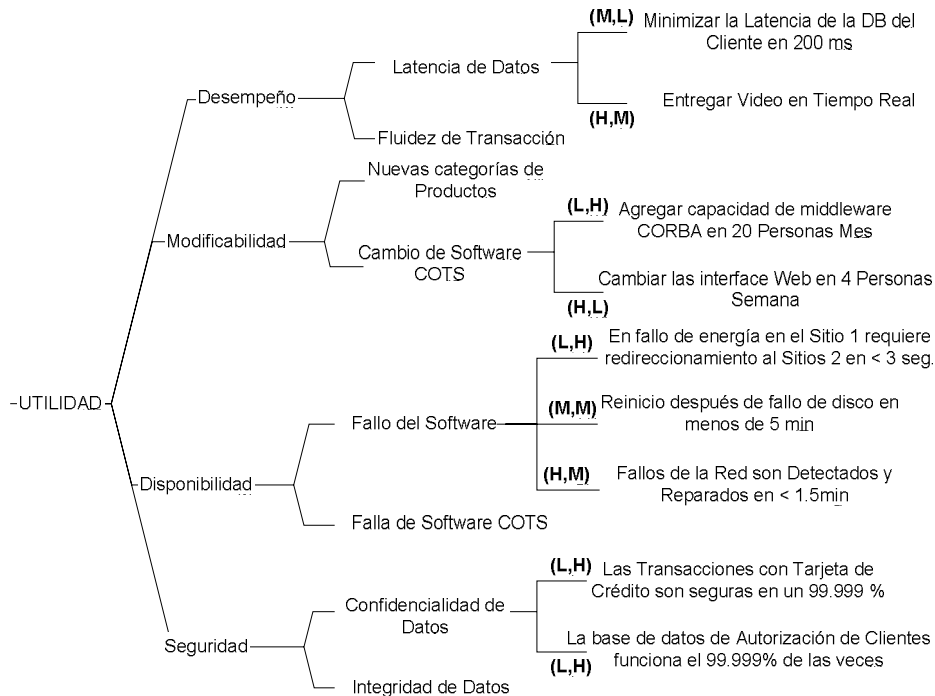 (M,L)
Minimizar la Latencia de la DB del
Cliente en 200 ms
Latencia de Datos
Desempeño
Entregar Video en Tiempo Real
(H,M)
Fluidez de Transacción
Nuevas categorías de
Productos
(L,H)
Agregar capacidad de middleware
CORBA en 20 Personas Mes
Modificabilidad
Cambio de Software
COTS
Cambiar las interface Web en 4 Personas
Semana
(H,L)
(L,H)
En fallo de energía en el Sitio 1 requiere
redireccionamiento al Sitios 2 en < 3 seg.
UTILIDAD
Fallo del Software
(M,M)
Reinicio después de fallo de disco en
menos de 5 min
Disponibilidad
(H,M)
Fallos de la Red son Detectados y
Reparados en < 1.5min
Falla de Software COTS
(L,H)
Las Transacciones con Tarjeta de
Crédito son seguras en un 99.999 %
Confidencialidad de
Datos
Seguridad
La base de datos de Autorización de Clientes
funciona el 99.999% de las veces
(L,H)
Integridad de Datos